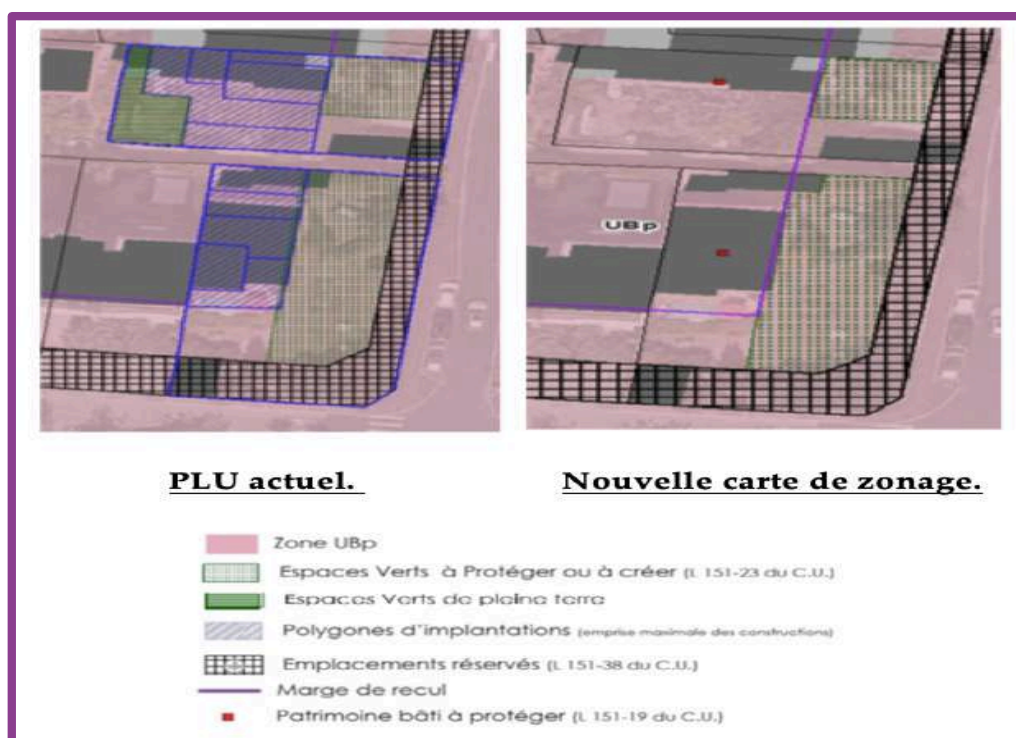 UBp
PLU actuel.
Nouvelle carte de zonage.
Zone UBp
Espaces Verts à Protéger ou à créer (L 151-23 du C.U.)
Espaces Verts de pleine terre
Polygones d'implantations (emprise maximale des constructions)
Emplacements réservés (L 151-38 du C.U.)
Marge de recul
Patrimoine bâti à protéger (L 151-19 du C.U.)